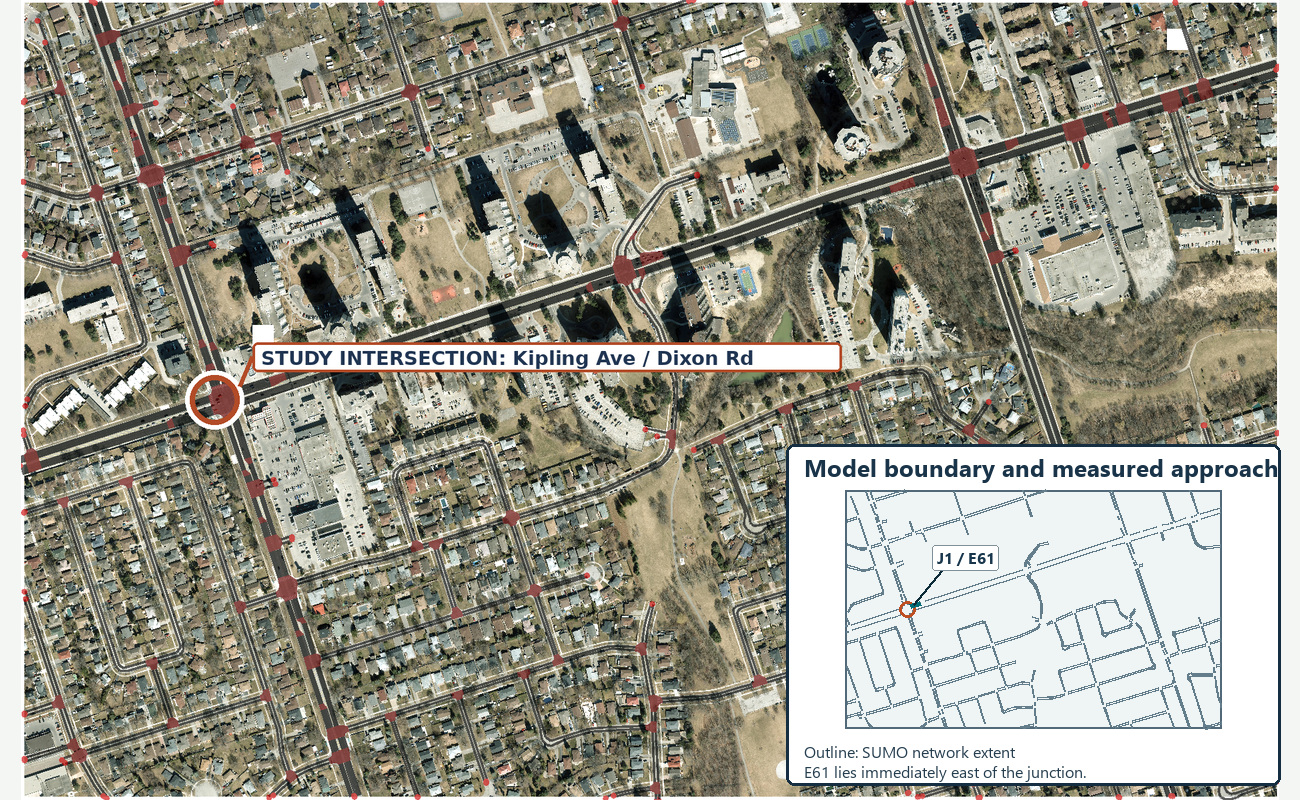 STUDY INTERSECTION: Kipling Ave / Dixon Rd
Model boundary and measured approach
J1 / E61
Outline: SUMO network extent
E61 lies immediately east of the junction.